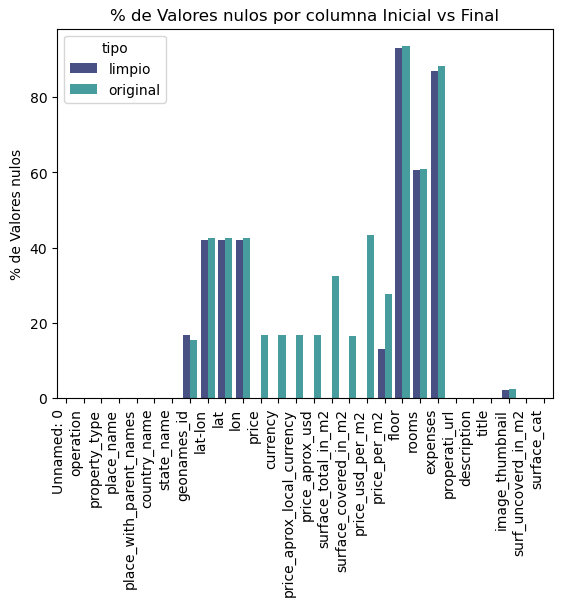 % de Valores nulos por columna Inicial vs Final
tipo
limpio
original
% de Valores nulos
80
60
40
20
0
Unnamed: 0
operation
property_type
place_name
place_with_parent_names
country_name
state_name
geonames_id
lat-lon
lat
lon
price
currency
price_aprox_local_currency
price_aprox_usd
surface_total_in_m2
surface_covered_in_m2
price_usd_per_m2
price_per_m2
floor
rooms
expenses
properati_url
description
title
image_thumbnail
surf_uncoverd_in_m2
surface_cat